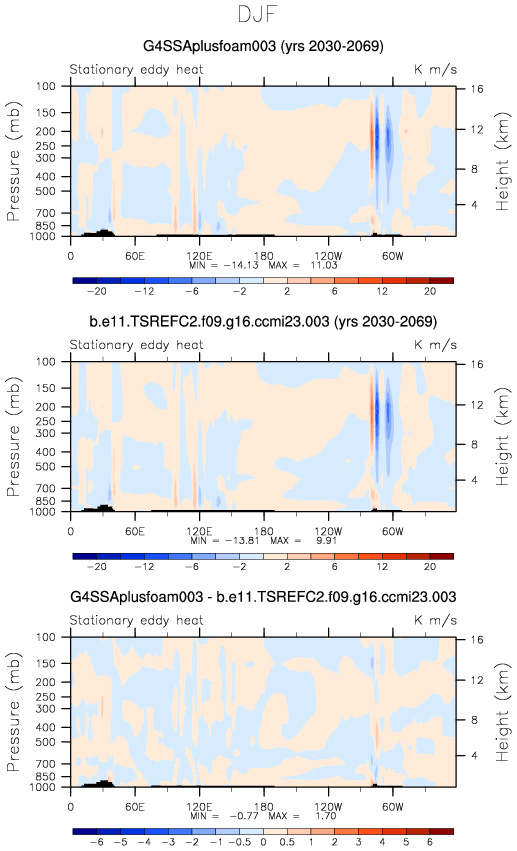 DJF
G4SSAplusfoam003 (yrs 2030-2069)
Stationary eddy heat K m/s
Pressure (mb)
100
150
200
250
300
400
500
700
850
1000
Height (km)
16
12
8
4
0 60E 120E 180 120W 60W
MIN = -14.13 MAX = 11.03
-20 -12 -6 -2 2 6 12 20
b.e11.TSREFC2.f09.g16.ccmi23.003 (yrs 2030-2069)
Stationary eddy heat K m/s
Pressure (mb)
100
150
200
250
300
400
500
700
850
1000
Height (km)
16
12
8
4
0 60E 120E 180 120W 60W
MIN = -13.81 MAX = 9.91
-20 -12 -6 -2 2 6 12 20
G4SSAplusfoam003 - b.e11.TSREFC2.f09.g16.ccmi23.003
Stationary eddy heat K m/s
Pressure (mb)
100
150
200
250
300
400
500
700
850
1000
Height (km)
16
12
8
4
0 60E 120E 180 120W 60W
MIN = -0.77 MAX = 1.70
-6 -5 -4 -3 -2 -1 -0.5 0 0.5 1 2 3 4 5 6